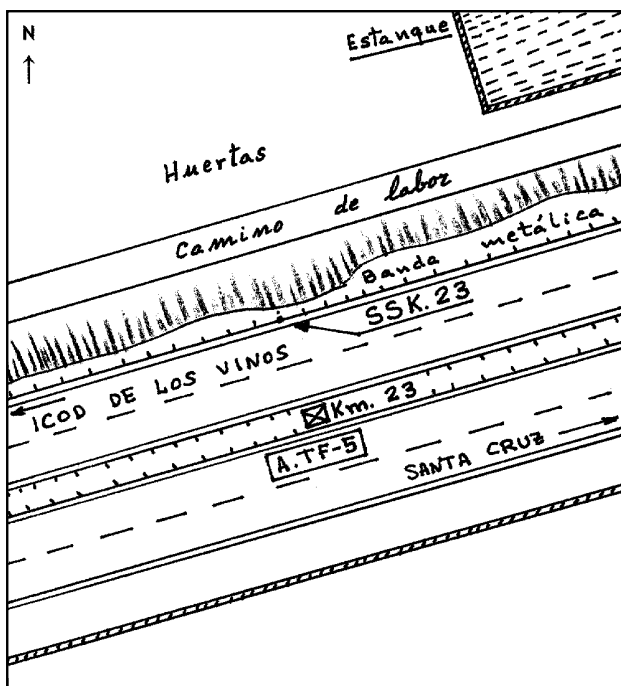 N
Estanque
Huertas
Camino de labor
Banda metálica
SSK. 23
ICOD DE LOS VINOS
Km. 23
A.TF-5
SANTA CRUZ